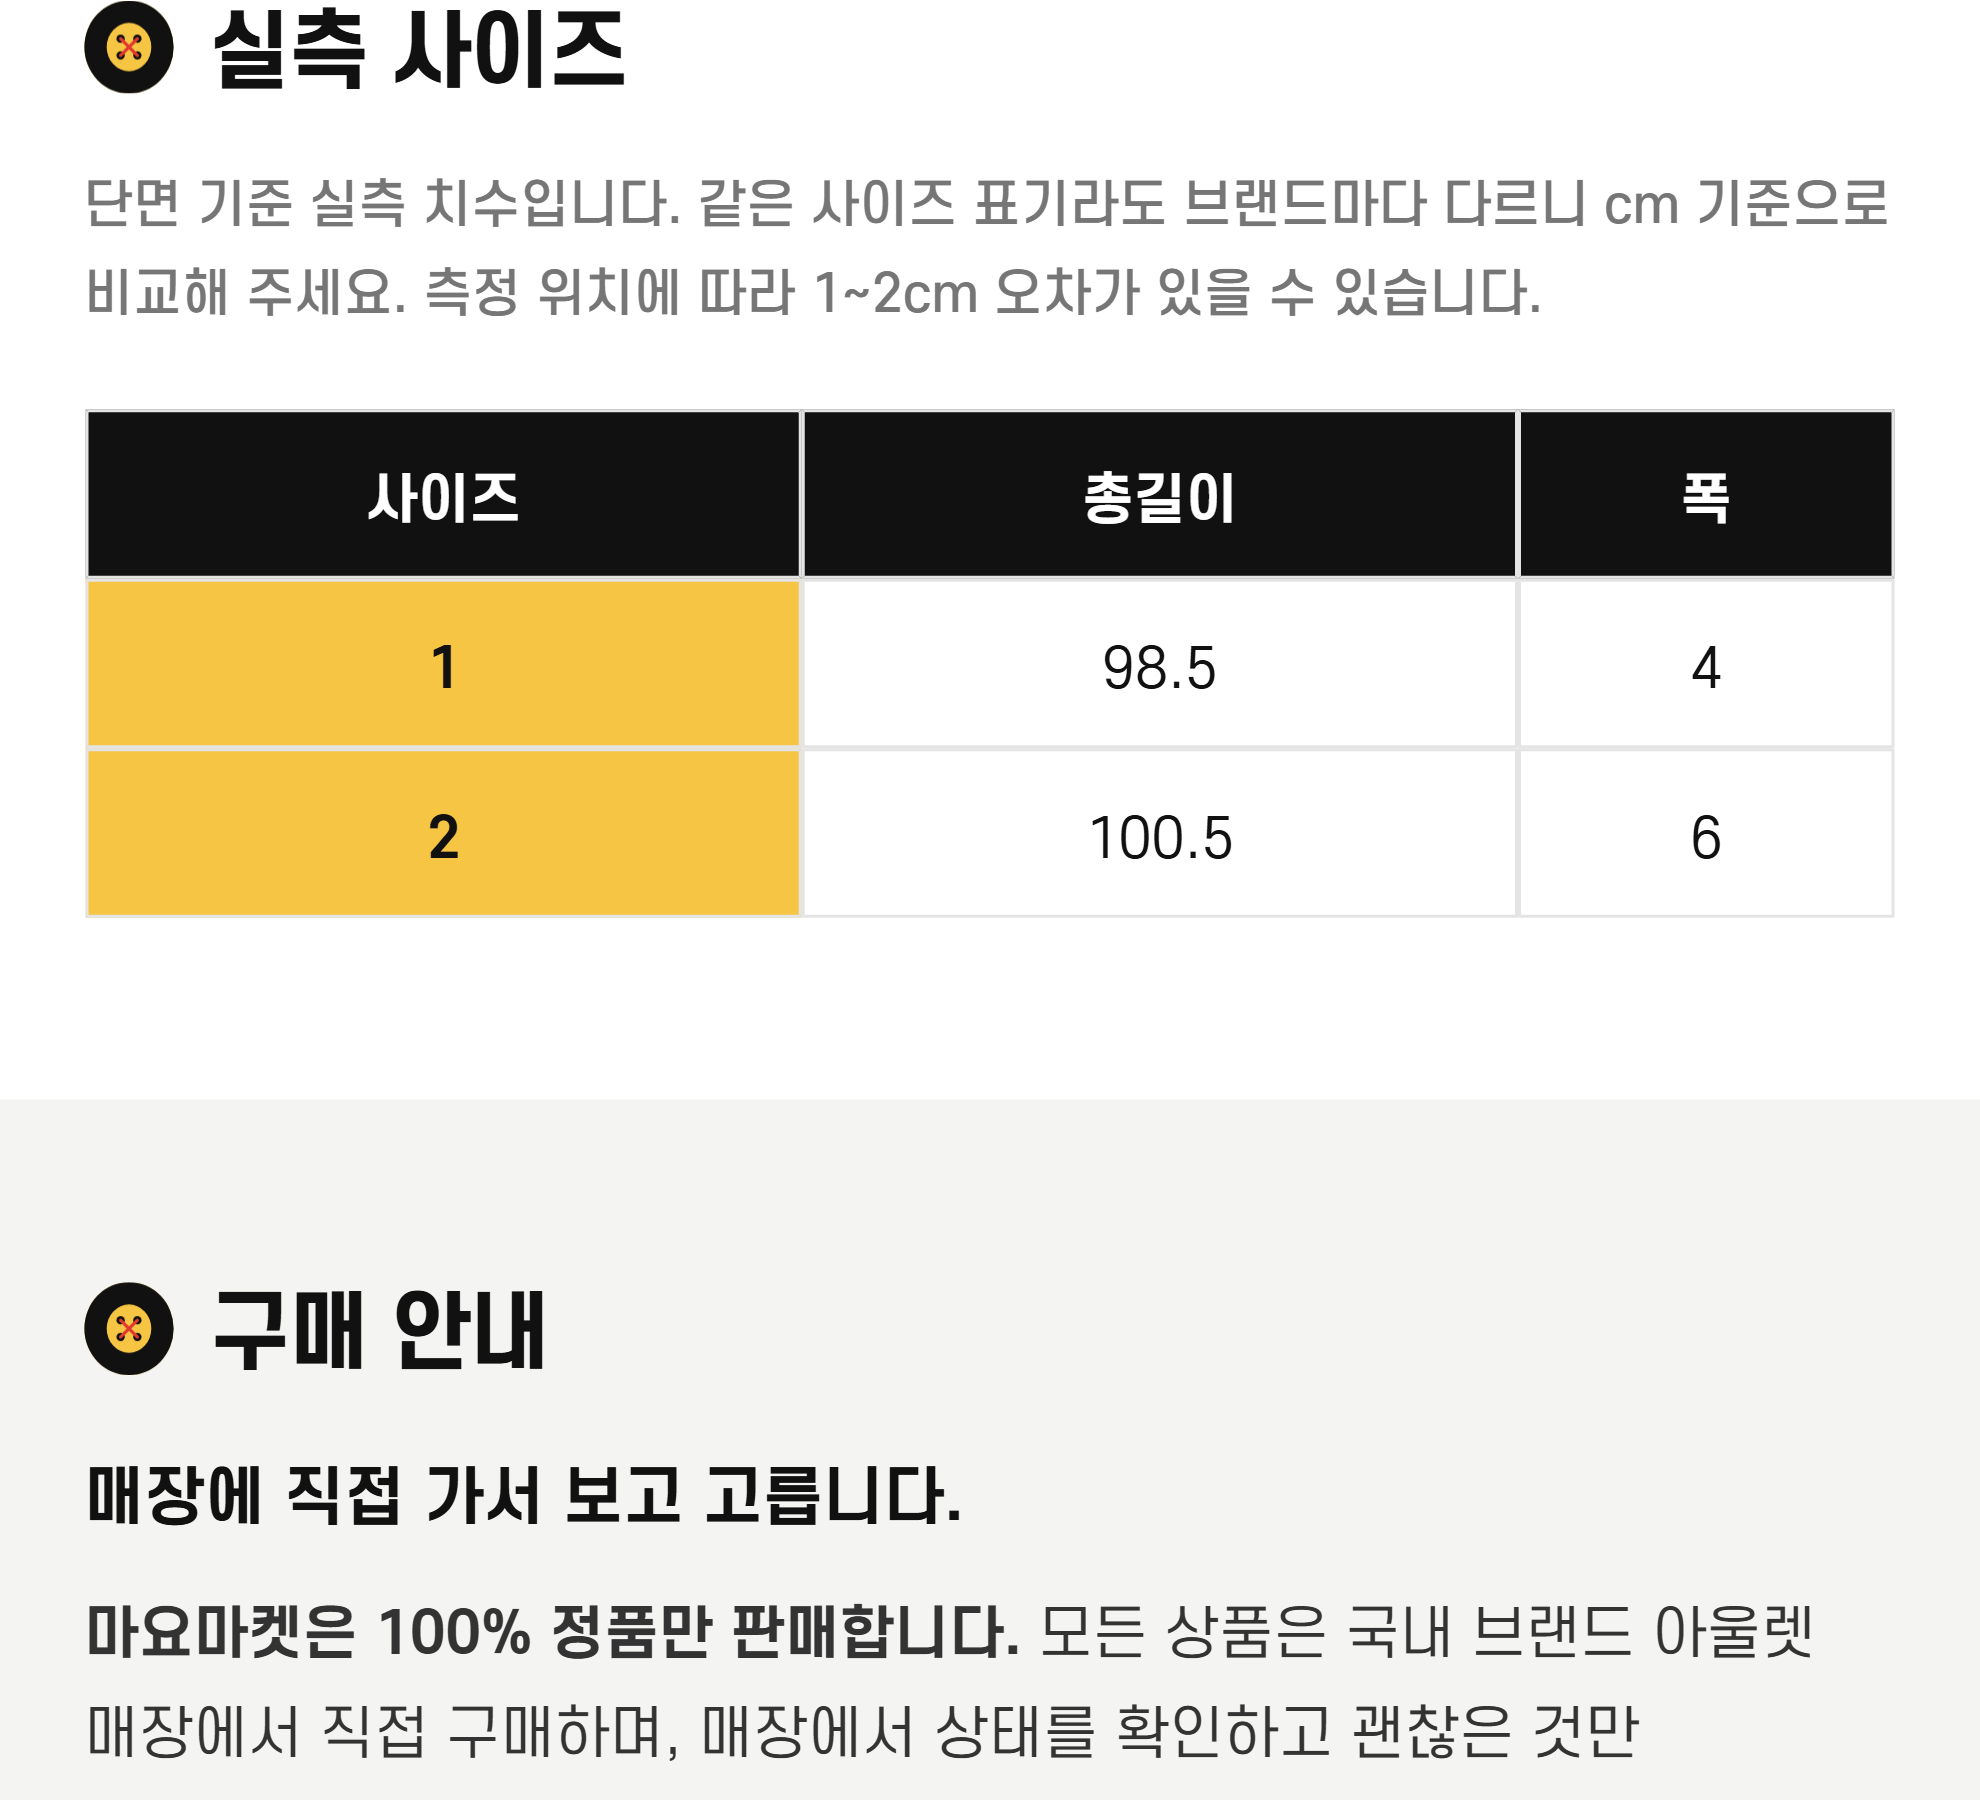 실측 사이즈
단면 기준 실측 치수입니다. 같은 사이즈 표기라도 브랜드마다 다르니 cm 기준으로
비교해 주세요. 측정 위치에 따라 1~2cm 오차가 있을 수 있습니다.
사이즈 총길이 폭
1 98.5 4
2 100.5 6
구매 안내
매장에 직접 가서 보고 고릅니다.
마요마켓은 100% 정품만 판매합니다. 모든 상품은 국내 브랜드 아울렛
매장에서 직접 구매하며, 매장에서 상태를 확인하고 괜찮은 것만